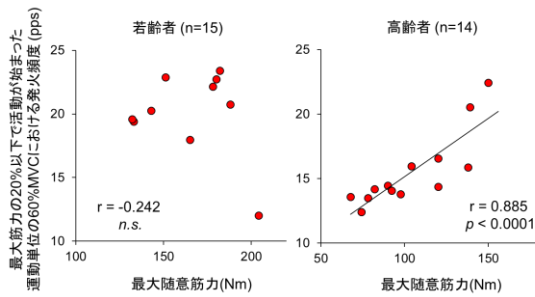 若齢者 (n=15)
高齢者 (n=14)
最大筋力の20%以下で活動が始まった
運動単位の60%MVCにおける発火頻度 (pps)
25
20
15
10
r = -0.242
n.s.
100
150
200
最大随意筋力(Nm)
25
20
15
10
r = 0.885
p < 0.0001
50
100
150
最大随意筋力(Nm)